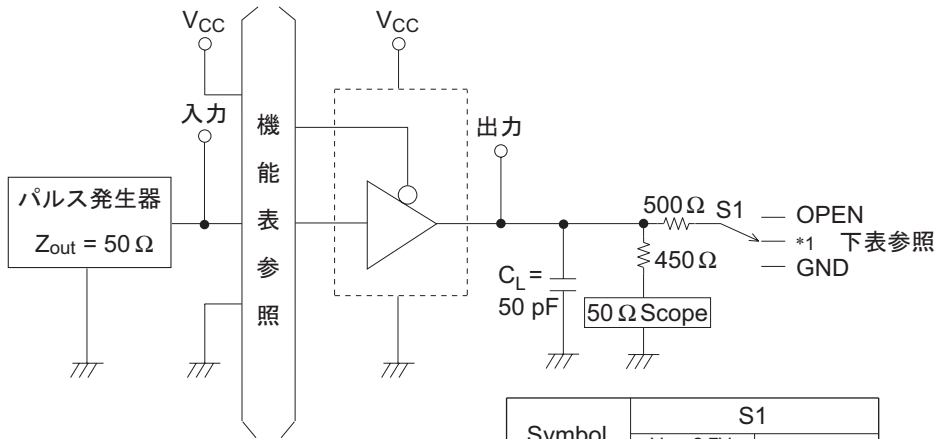 VCC
VCC
入力
機能表参照
出力
パルス発生器
Zout = 50 Ω
500 Ω
S1
OPEN
*1 下表参照
GND
450 Ω
CL =
50 pF
50 Ω Scope
S1
Symbol